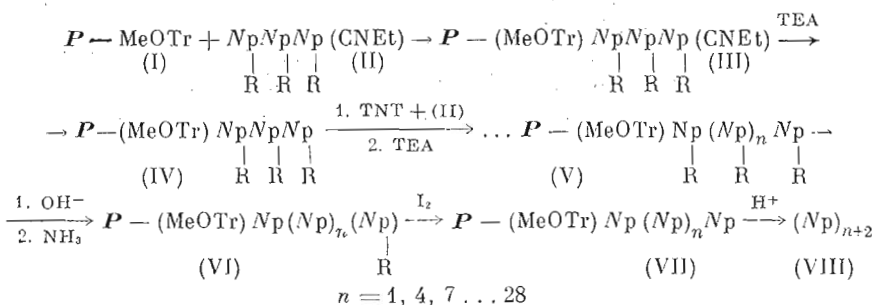 P — MeOTr + NpNpNp (CNEt) → P — (MeOTr) NpNpNp (CNEt) TEA →
(I) (II) (III)
R R R R R R
→ P—(MeOTr) NpNpNp 1. TNT + (II) 2. TEA → ... P — (MeOTr) Np (Np)n Np →
(IV) R R R (V) R R R
1. OH− 2. NH3 → P — (MeOTr) Np (Np)n (Np) I2 → P — (MeOTr) Np (Np)n Np H+ → (Np)n+2
(VI) R (VII) (VIII)
n = 1, 4, 7 ... 28